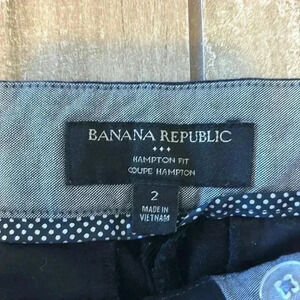 BANANA REPUBLIC
HAMPTON FIT
COUPE HAMPTON
2
MADE IN
VIETNAM